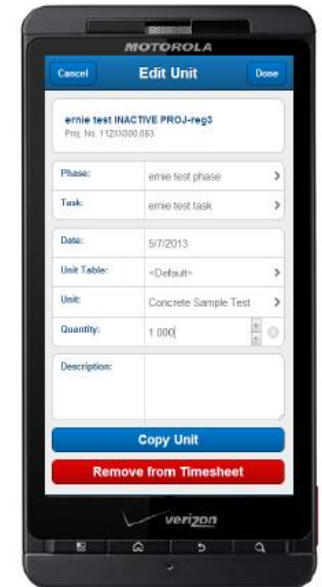 MOTOROLA
Cancel Edit Unit Done
ernie test INACTIVE PROJ-reg3
Proj. No. 112XX000.083
Phase: ernie test phase
Task: ernie test task
Date: 5/7/2013
Unit Table: <Default>
Unit: Concrete Sample Test
Quantity: 1.000
Description:
Copy Unit
Remove from Timesheet
verizon